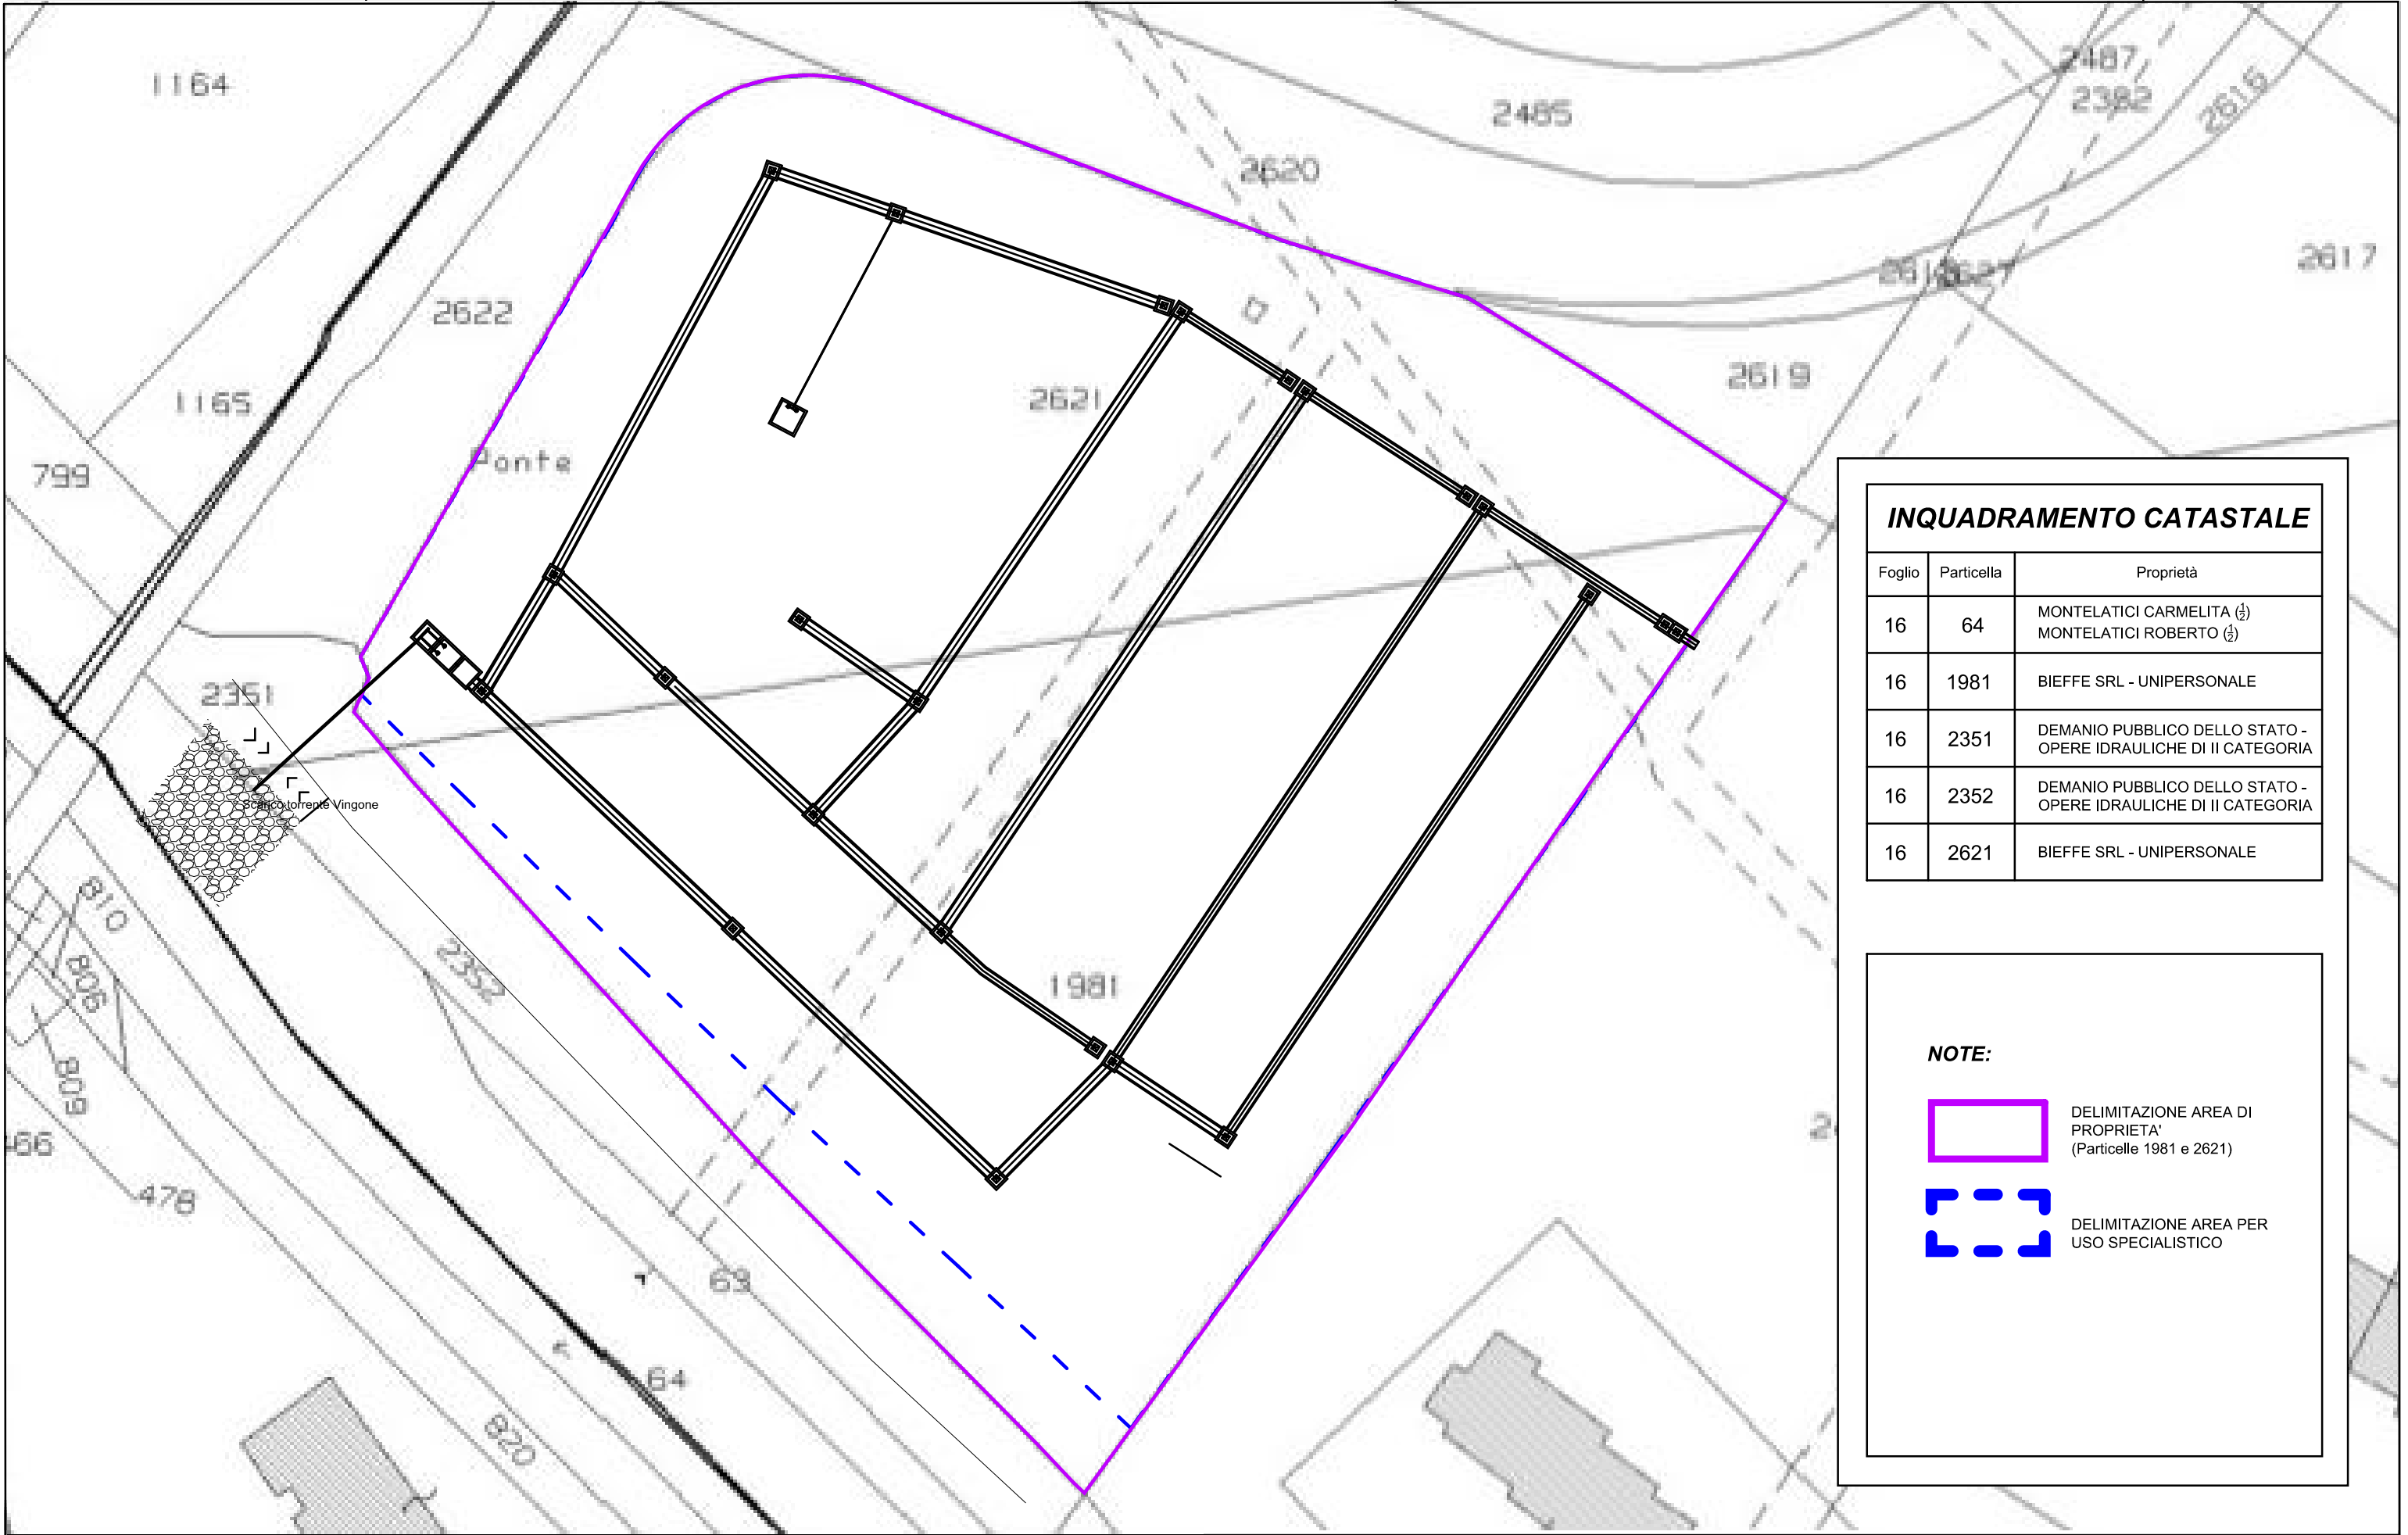 1164
2487
2382
2616
2485
2620
2617
2627
2622
2619
1165
2621
Ponte
799
2351
Scarico torrente Vingone
810
806
809
2352
1981
466
478
63
64
820
INQUADRAMENTO CATASTALE
Foglio Particella Proprietà
16 64 MONTELATICI CARMELITA (½)
MONTELATICI ROBERTO (½)
16 1981 BIEFFE SRL - UNIPERSONALE
16 2351 DEMANIO PUBBLICO DELLO STATO -
OPERE IDRAULICHE DI II CATEGORIA
16 2352 DEMANIO PUBBLICO DELLO STATO -
OPERE IDRAULICHE DI II CATEGORIA
16 2621 BIEFFE SRL - UNIPERSONALE
NOTE:
DELIMITAZIONE AREA DI
PROPRIETA'
(Particelle 1981 e 2621)
DELIMITAZIONE AREA PER
USO SPECIALISTICO